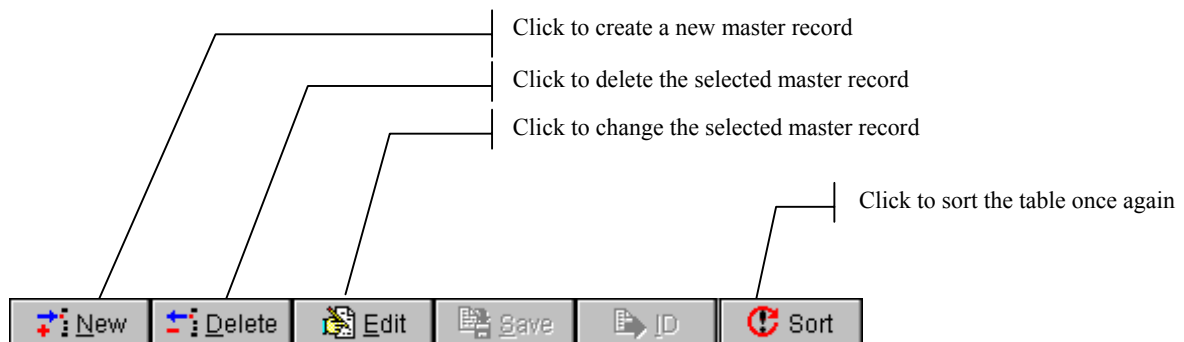 Click to create a new master record
Click to delete the selected master record
Click to change the selected master record
Click to sort the table once again
New Delete Edit Save ID Sort